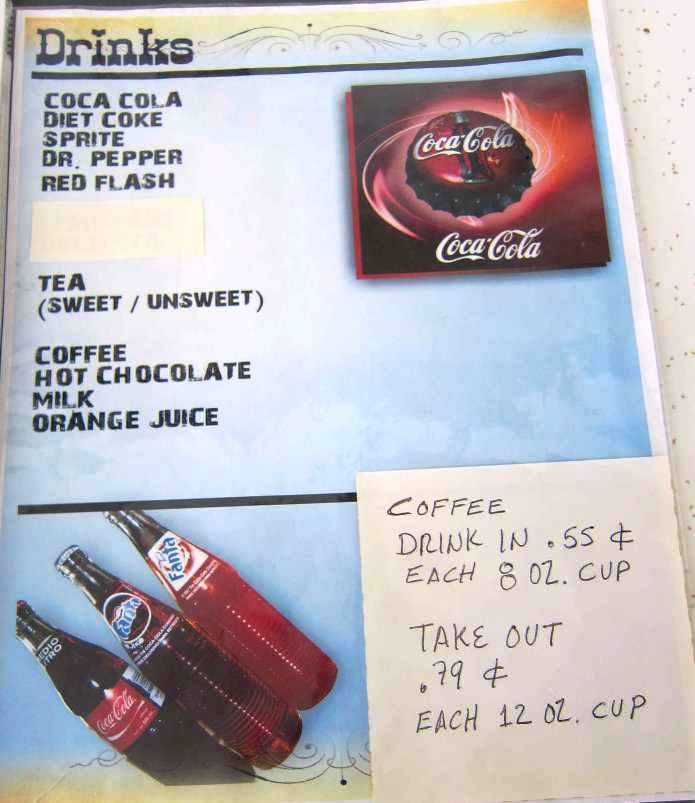 Drinks
COCA COLA
DIET COKE
SPRITE
DR. PEPPER
RED FLASH
Coca-Cola
Coca-Cola
TEA
(SWEET / UNSWEET)
COFFEE
HOT CHOCOLATE
MILK
ORANGE JUICE
COFFEE
DRINK IN .55 ¢
EACH 8 OZ. CUP
TAKE OUT
.79 ¢
EACH 12 OZ. CUP
Fanta
Coca-Cola